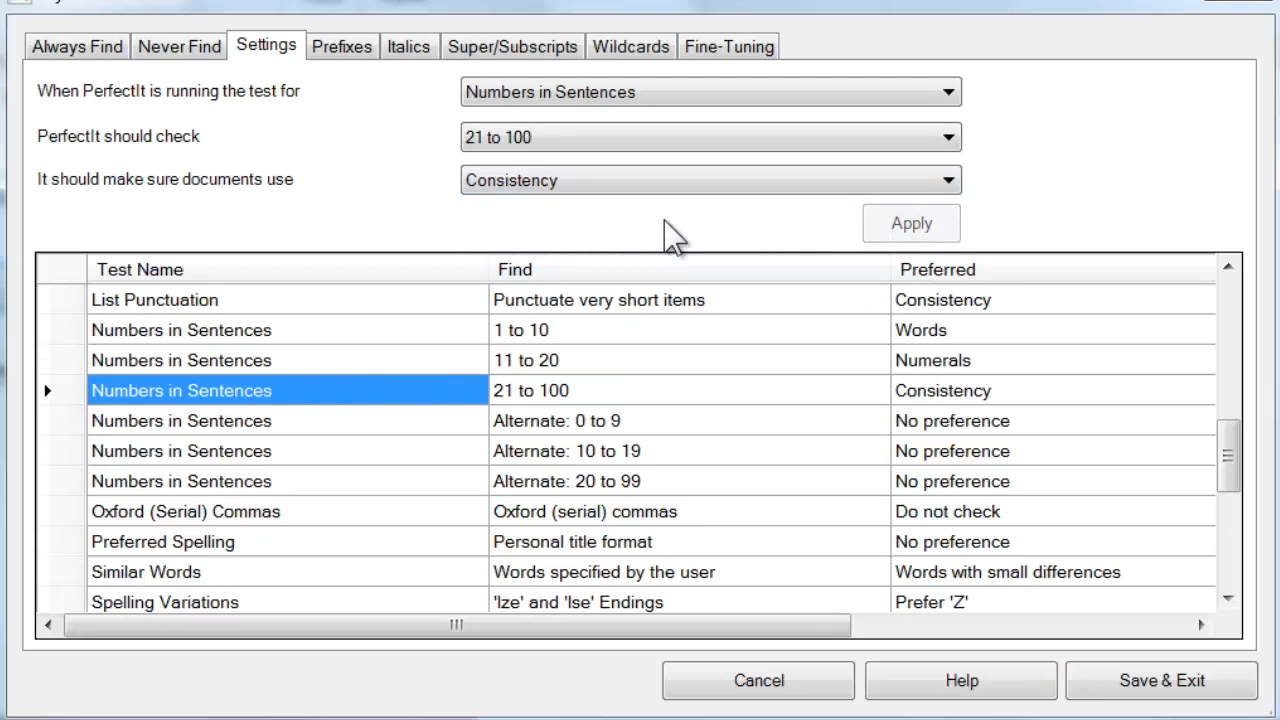 Always Find Never Find Settings Prefixes Italics Super/Subscripts Wildcards Fine-Tuning
When PerfectIt is running the test for Numbers in Sentences
PerfectIt should check 21 to 100
It should make sure documents use Consistency
Apply
Test Name Find Preferred
List Punctuation Punctuate very short items Consistency
Numbers in Sentences 1 to 10 Words
Numbers in Sentences 11 to 20 Numerals
Numbers in Sentences 21 to 100 Consistency
Numbers in Sentences Alternate: 0 to 9 No preference
Numbers in Sentences Alternate: 10 to 19 No preference
Numbers in Sentences Alternate: 20 to 99 No preference
Oxford (Serial) Commas Oxford (serial) commas Do not check
Preferred Spelling Personal title format No preference
Similar Words Words specified by the user Words with small differences
Spelling Variations 'Ize' and 'Ise' Endings Prefer 'Z'
Cancel Help Save & Exit